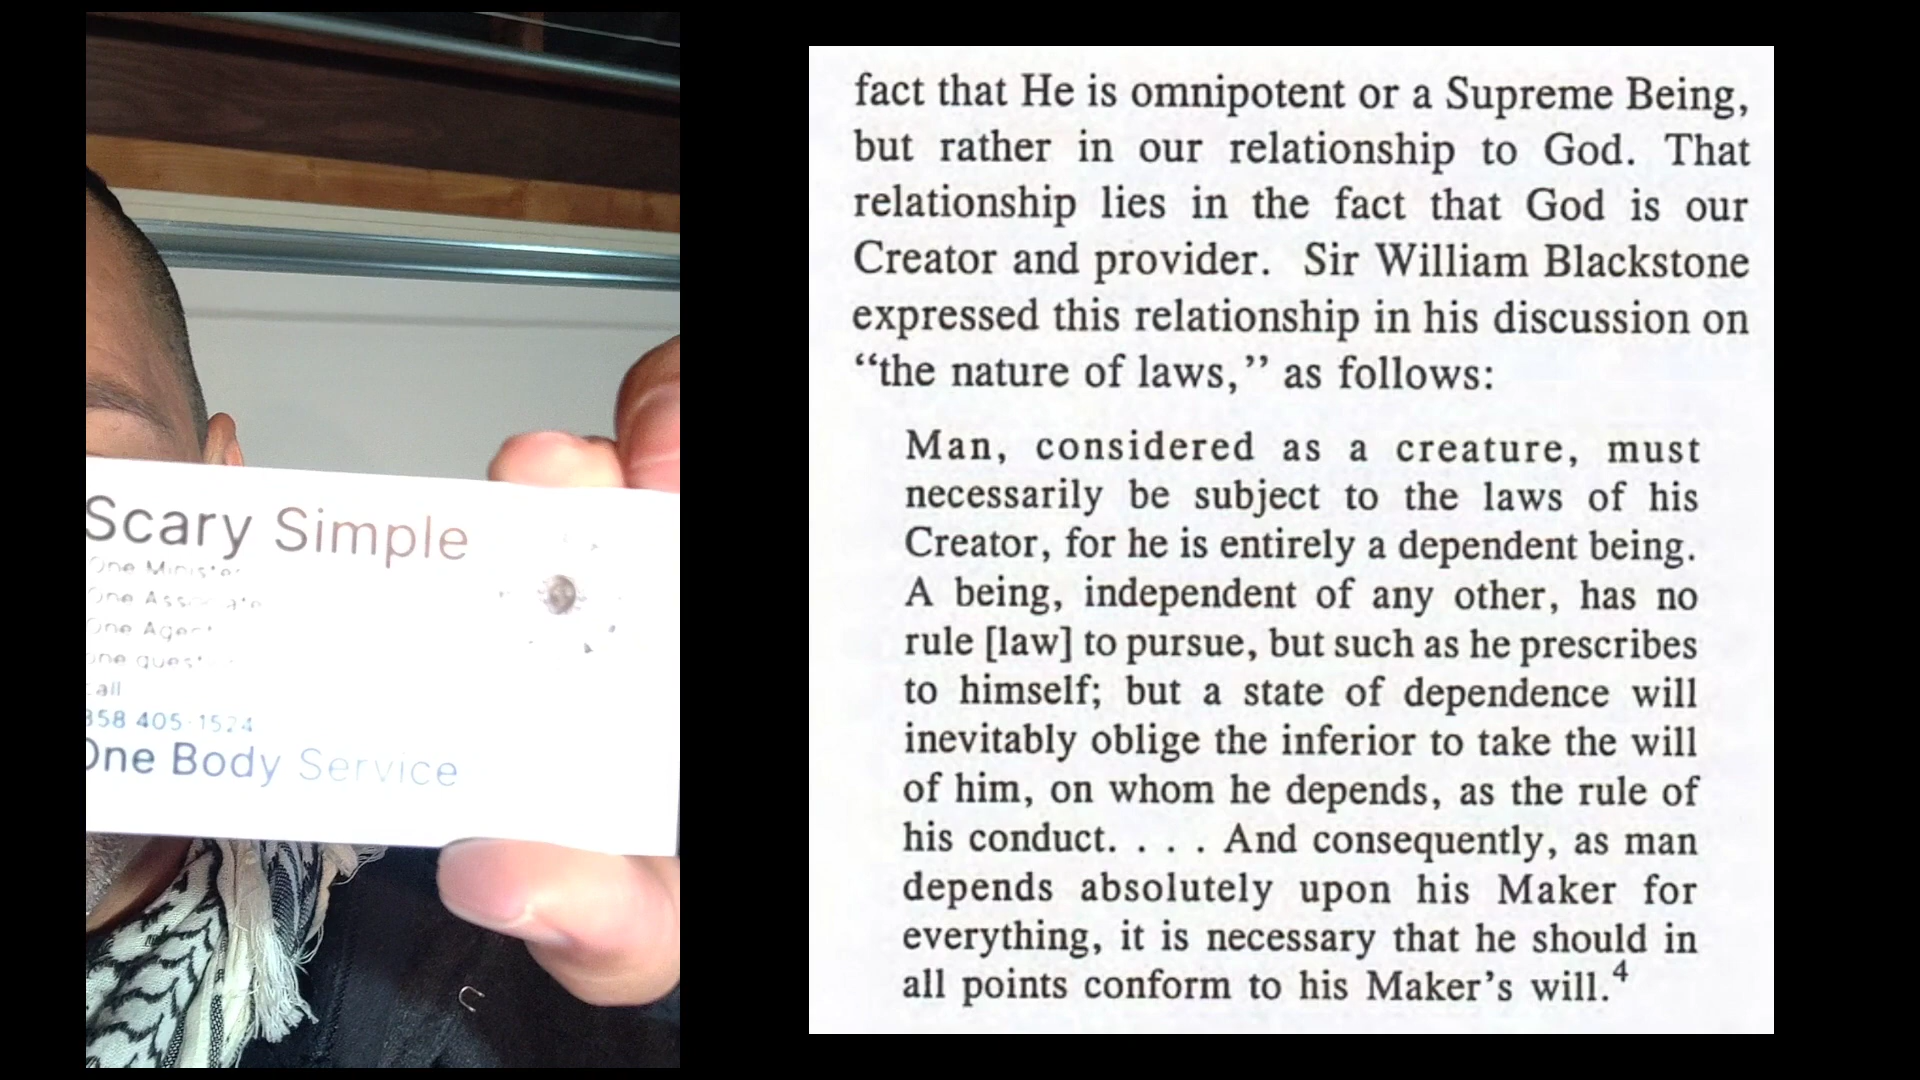 Scary Simple
One Minister
One Associate
One Agent
one
call
858 405-1524
One Body Service
fact that He is omnipotent or a Supreme Being,
but rather in our relationship to God. That
relationship lies in the fact that God is our
Creator and provider. Sir William Blackstone
expressed this relationship in his discussion on
“the nature of laws,” as follows:
Man, considered as a creature, must
necessarily be subject to the laws of his
Creator, for he is entirely a dependent being.
A being, independent of any other, has no
rule [law] to pursue, but such as he prescribes
to himself; but a state of dependence will
inevitably oblige the inferior to take the will
of him, on whom he depends, as the rule of
his conduct. . . . And consequently, as man
depends absolutely upon his Maker for
everything, it is necessary that he should in
all points conform to his Maker’s will.4